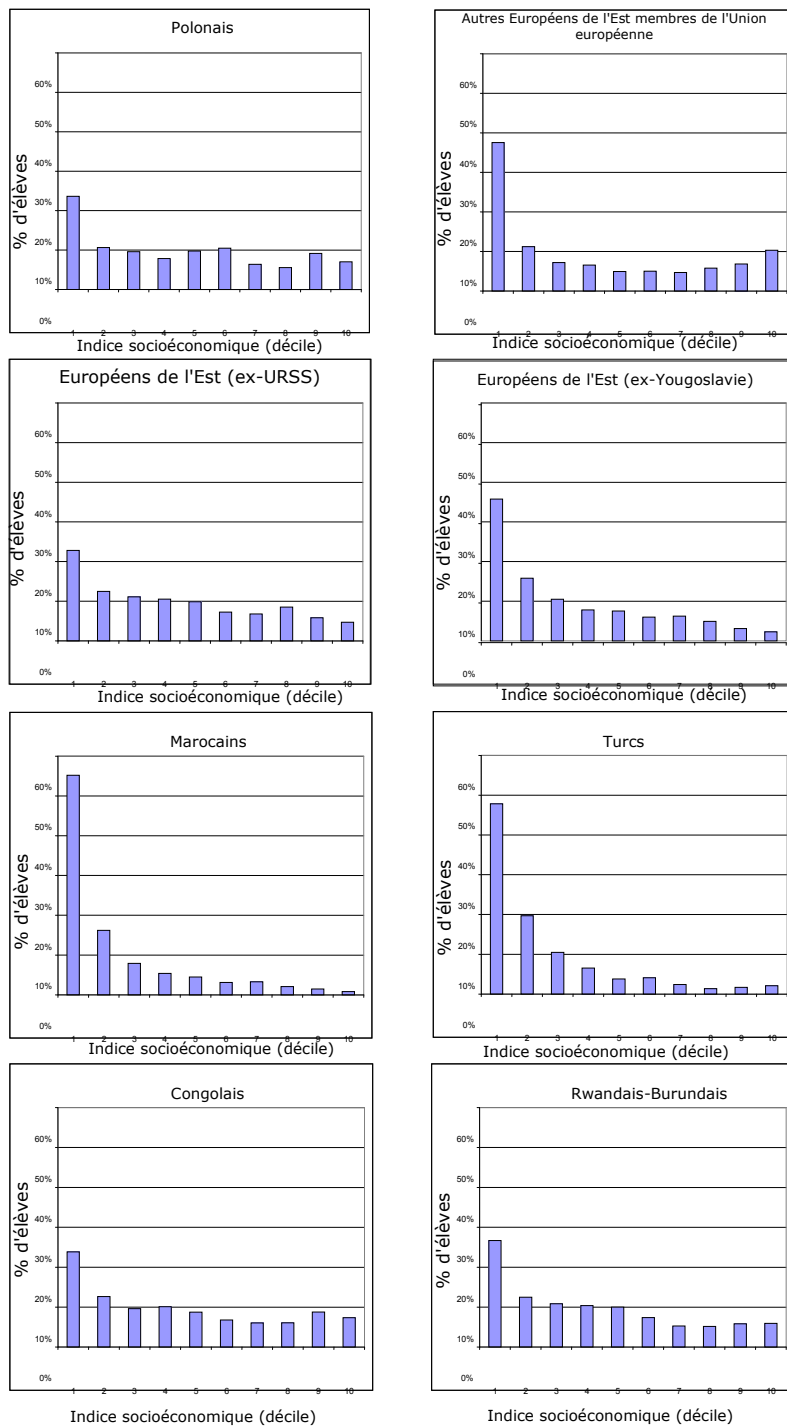 Polonais
60%
50%
40%
30%
20%
10%
0%
% d'élèves
1 2 3 4 5 6 7 8 9 10
Indice socioéconomique (décile)
Autres Européens de l'Est membres de l'Union
européenne
60%
50%
40%
30%
20%
10%
0%
% d'élèves
1 2 3 4 5 6 7 8 9 10
Indice socioéconomique (décile)
Européens de l'Est (ex-URSS)
60%
50%
40%
30%
20%
10%
0%
% d'élèves
1 2 3 4 5 6 7 8 9 10
Indice socioéconomique (décile)
Européens de l'Est (ex-Yougoslavie)
60%
50%
40%
30%
20%
10%
0%
% d'élèves
1 2 3 4 5 6 7 8 9 10
Indice socioéconomique (décile)
Marocains
60%
50%
40%
30%
20%
10%
0%
% d'élèves
1 2 3 4 5 6 7 8 9 10
Indice socioéconomique (décile)
Turcs
60%
50%
40%
30%
20%
10%
0%
% d'élèves
1 2 3 4 5 6 7 8 9 10
Indice socioéconomique (décile)
Congolais
60%
50%
40%
30%
20%
10%
0%
% d'élèves
1 2 3 4 5 6 7 8 9 10
Indice socioéconomique (décile)
Rwandais-Burundais
60%
50%
40%
30%
20%
10%
0%
% d'élèves
1 2 3 4 5 6 7 8 9 10
Indice socioéconomique (décile)